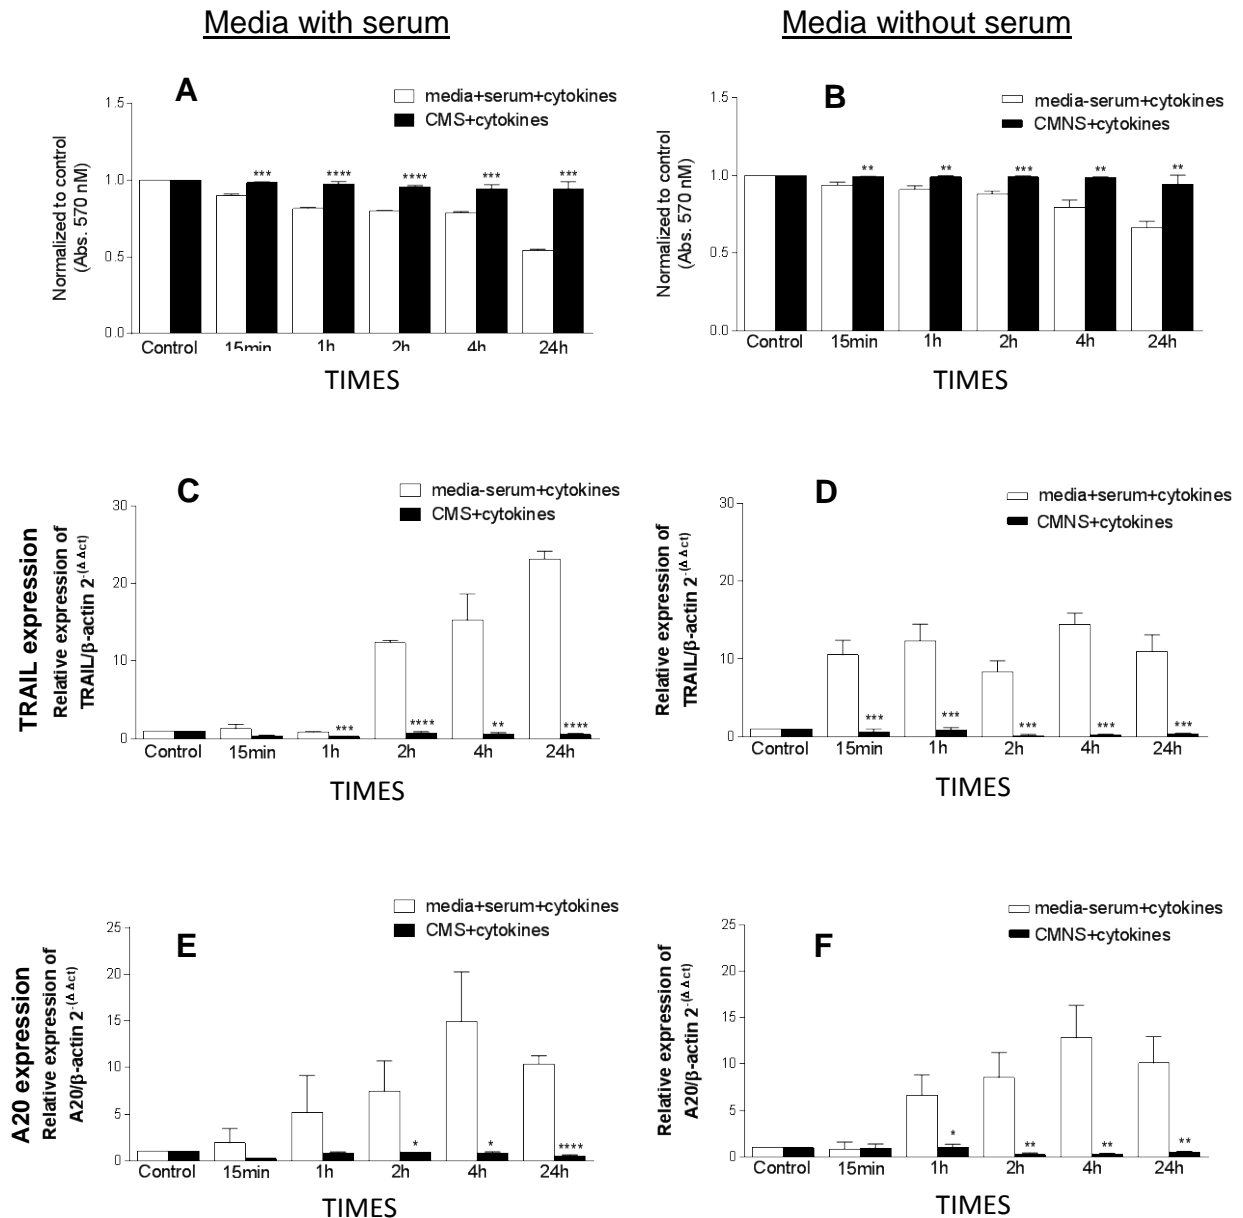 Media with serum
Media without serum
A
media+serum+cytokines
CMS+cytokines
Normalized to control
(Abs. 570 nM)
1.5
1.0
0.5
0.0
*** **** **** *** ***
Control 15min 1h 2h 4h 24h
TIMES
B
media-serum+cytokines
CMNS+cytokines
Normalized to control
(Abs. 570 nM)
1.5
1.0
0.5
0.0
** ** *** ** **
Control 15min 1h 2h 4h 24h
TIMES
C
media-serum+cytokines
CMS+cytokines
TRAIL expression
Relative expression of
TRAIL/β-actin 2-(ΔΔct)
30
20
10
0
*** **** ** ****
Control 15min 1h 2h 4h 24h
TIMES
D
media+serum+cytokines
CMNS+cytokines
Relative expression of
TRAIL/β-actin 2-(ΔΔct)
30
20
10
0
*** *** *** *** ***
Control 15min 1h 2h 4h 24h
TIMES
E
media+serum+cytokines
CMS+cytokines
A20 expression
Relative expression of
A20/β-actin 2-(ΔΔct)
25
20
15
10
5
0
* * ****
Control 15min 1h 2h 4h 24h
TIMES
F
media-serum+cytokines
CMNS+cytokines
Relative expression of
A20/β-actin 2-(ΔΔct)
25
20
15
10
5
0
* ** ** **
Control 15min 1h 2h 4h 24h
TIMES